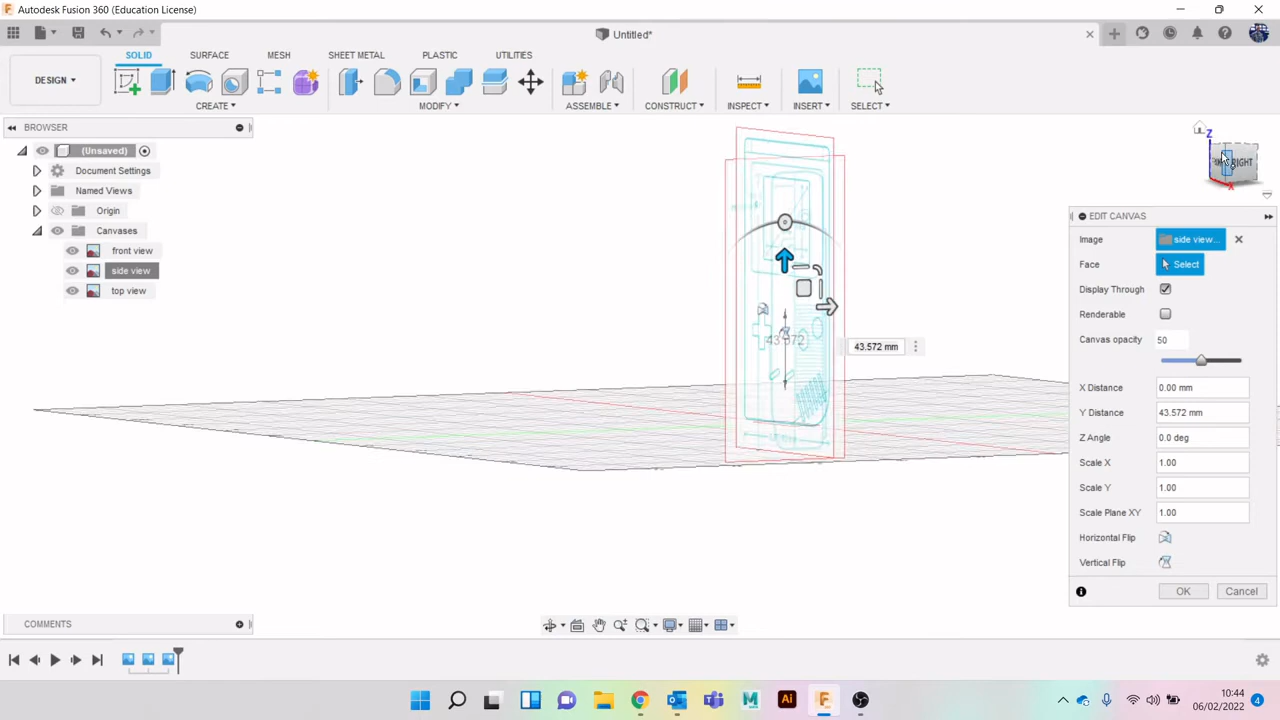 Autodesk Fusion 360 (Education License)
Untitled*
SOLID SURFACE MESH SHEET METAL PLASTIC UTILITIES
DESIGN
CREATE MODIFY ASSEMBLE CONSTRUCT INSPECT INSERT SELECT
BROWSER
(Unsaved)
Document Settings
Named Views
Origin
Canvases
front view
side view
top view
Z
RIGHT
X
43.572
43.572 mm
EDIT CANVAS
Image side view...
Face Select
Display Through
Renderable
Canvas opacity 50
X Distance 0.00 mm
Y Distance 43.572 mm
Z Angle 0.0 deg
Scale X 1.00
Scale Y 1.00
Scale Plane XY 1.00
Horizontal Flip
Vertical Flip
OK Cancel
COMMENTS
10:44
06/02/2022